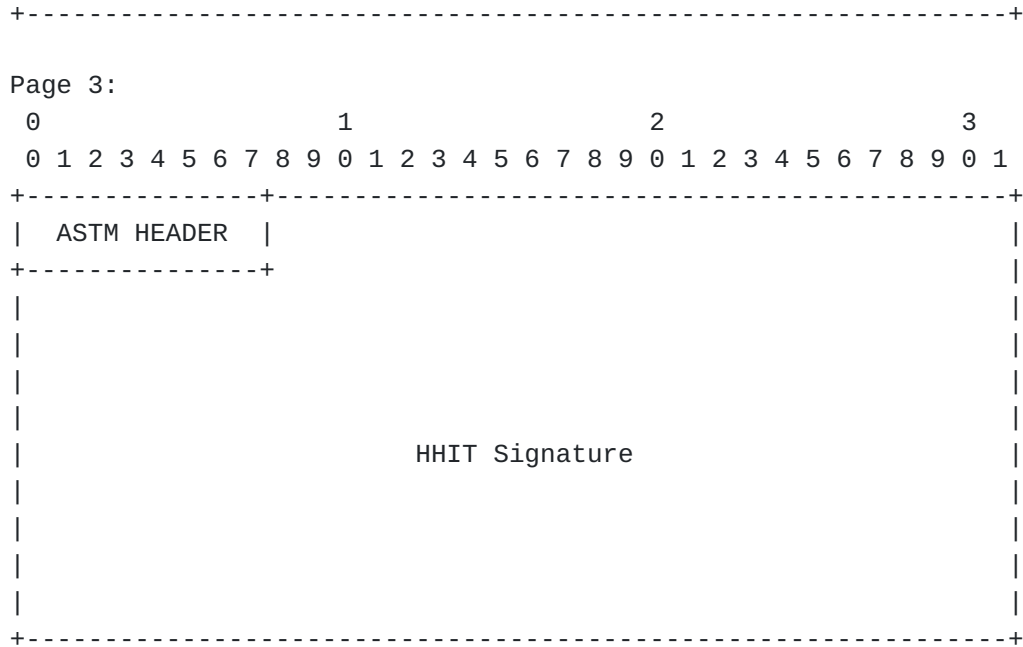 +---------------------------------------------------------------+

Page 3:
 0                   1                   2                   3
 0 1 2 3 4 5 6 7 8 9 0 1 2 3 4 5 6 7 8 9 0 1 2 3 4 5 6 7 8 9 0 1
+---------------+-----------------------------------------------+
|  ASTM HEADER  |                                               |
+---------------+                                               |
|                                                               |
|                                                               |
|                                                               |
|                                                               |
|                         HHIT Signature                        |
|                                                               |
|                                                               |
|                                                               |
|                                                               |
+---------------------------------------------------------------+